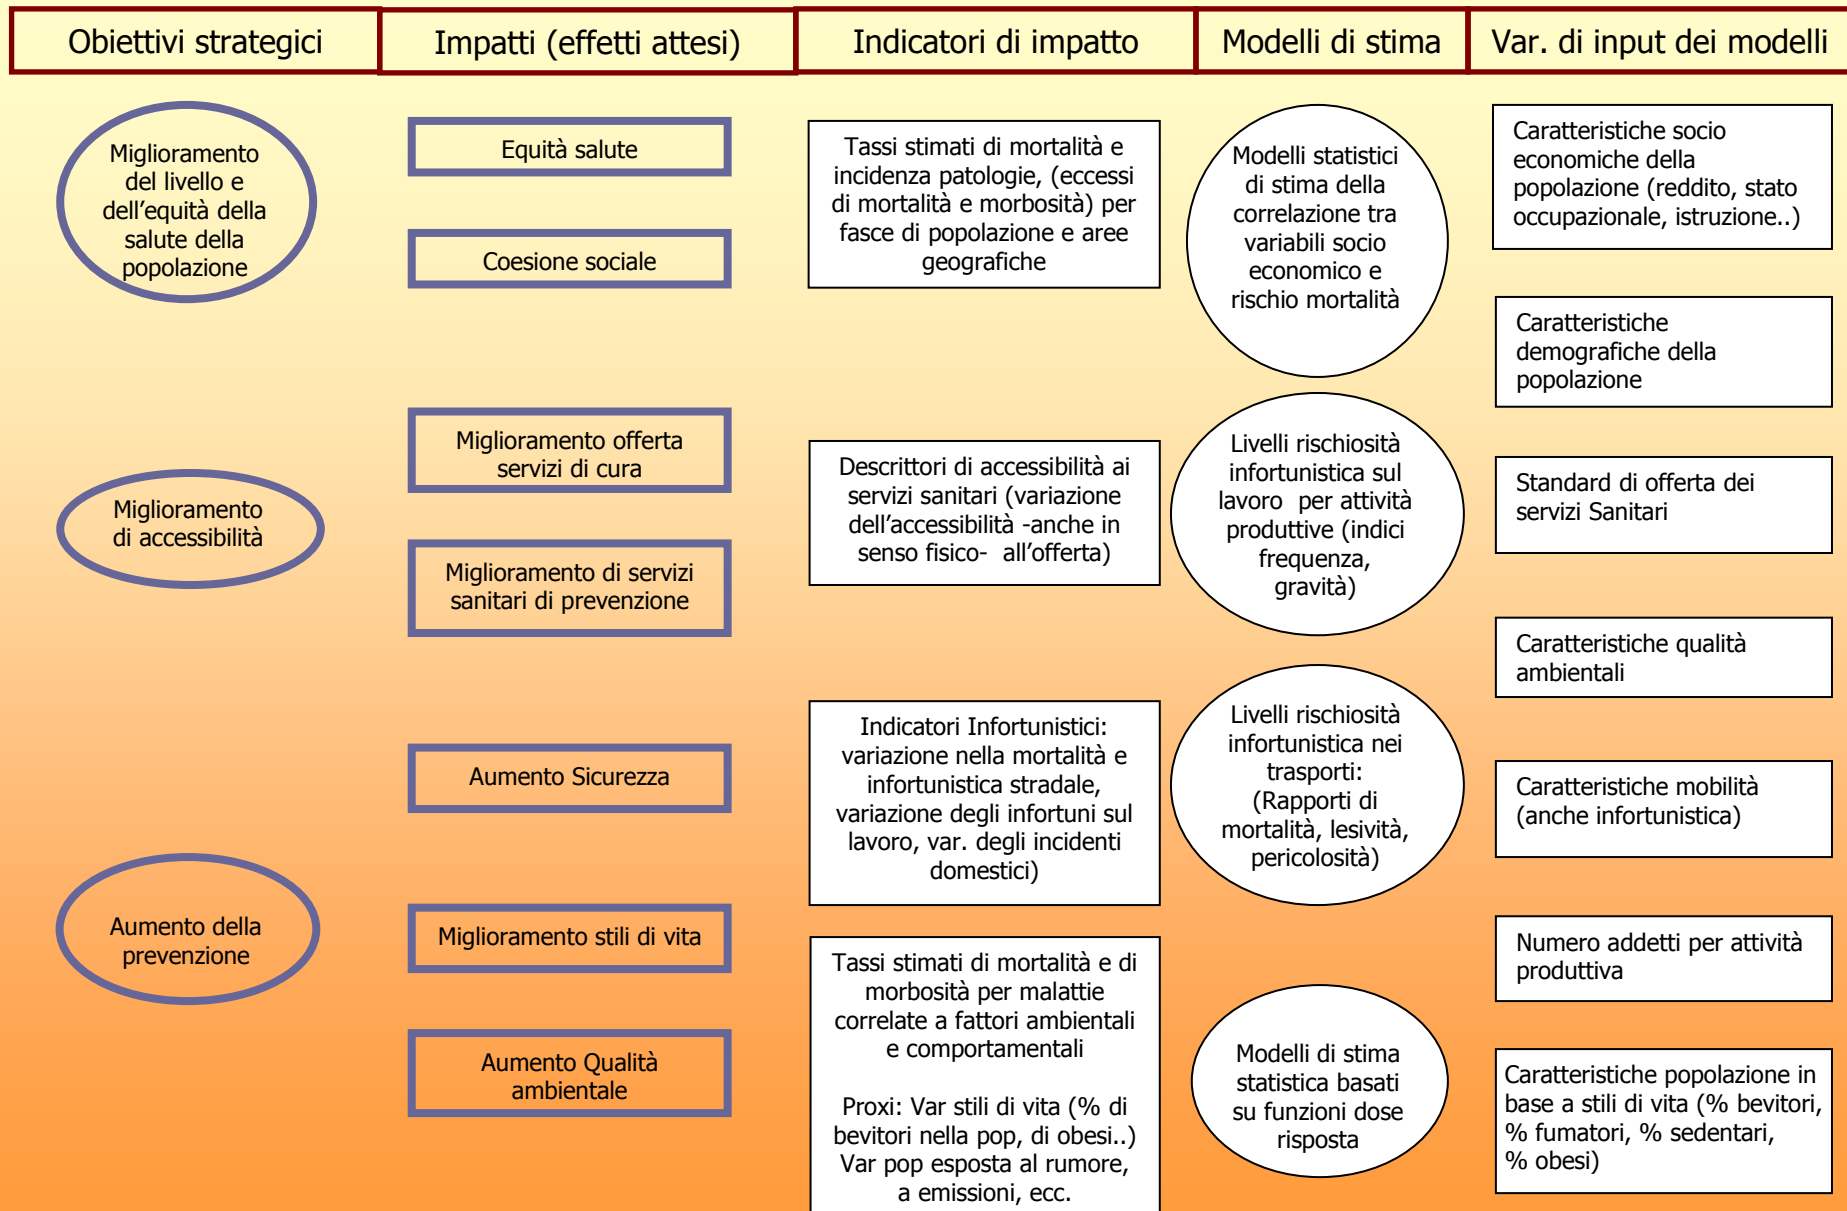 Obiettivi strategici
Impatti (effetti attesi)
Indicatori di impatto
Modelli di stima
Var. di input dei modelli
Miglioramento
del livello e
dell’equità della
salute della
popolazione
Miglioramento
di accessibilità
Aumento della
prevenzione
Equità salute
Coesione sociale
Miglioramento offerta
servizi di cura
Miglioramento di servizi
sanitari di prevenzione
Aumento Sicurezza
Miglioramento stili di vita
Aumento Qualità
ambientale
Tassi stimati di mortalità e
incidenza patologie, (eccessi
di mortalità e morbosità) per
fasce di popolazione e aree
geografiche
Descrittori di accessibilità ai
servizi sanitari (variazione
dell’accessibilità -anche in
senso fisico- all’offerta)
Indicatori Infortunistici:
variazione nella mortalità e
infortunistica stradale,
variazione degli infortuni sul
lavoro, var. degli incidenti
domestici)
Tassi stimati di mortalità e di
morbosità per malattie
correlate a fattori ambientali
e comportamentali
Proxi: Var stili di vita (% di
bevitori nella pop, di obesi..)
Var pop esposta al rumore,
a emissioni, ecc.
Modelli statistici
di stima della
correlazione tra
variabili socio
economico e
rischio mortalità
Livelli rischiosità
infortunistica sul
lavoro per attività
produttive (indici
frequenza,
gravità)
Livelli rischiosità
infortunistica nei
trasporti:
(Rapporti di
mortalità, lesività,
pericolosità)
Modelli di stima
statistica basati
su funzioni dose
risposta
Caratteristiche socio
economiche della
popolazione (reddito, stato
occupazionale, istruzione..)
Caratteristiche
demografiche della
popolazione
Standard di offerta dei
servizi Sanitari
Caratteristiche qualità
ambientali
Caratteristiche mobilità
(anche infortunistica)
Numero addetti per attività
produttiva
Caratteristiche popolazione in
base a stili di vita (% bevitori,
% fumatori, % sedentari,
% obesi)